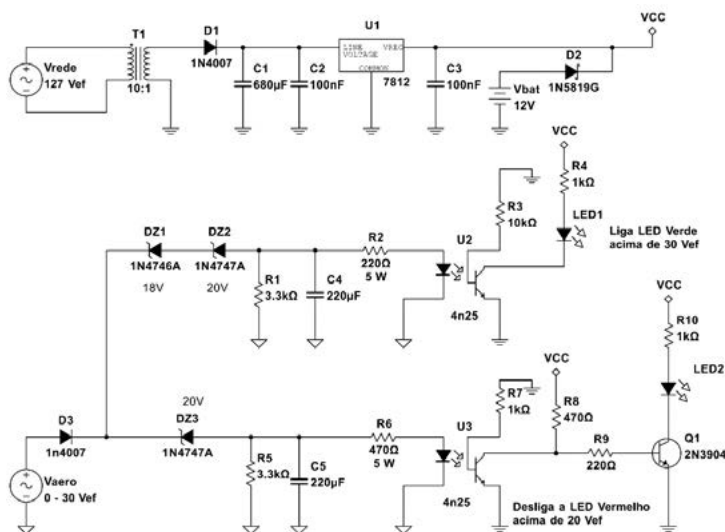 T1
Vrede
127 Vef
10:1
D1
1N4007
C1
680µF
C2
100nF
U1
LINE VREG
VOLTAGE
COMMON
7812
C3
100nF
Vbat
12V
D2
1N5819G
VCC
DZ1
1N4746A
18V
DZ2
1N4747A
20V
R1
3.3kΩ
C4
220µF
R2
220Ω
5 W
U2
4n25
R3
10kΩ
VCC
R4
1kΩ
LED1
Liga LED Verde
acima de 30 Vef
Vaero
0 - 30 Vef
D3
1n4007
20V
DZ3
1N4747A
R5
3.3kΩ
C5
220µF
R6
470Ω
5 W
U3
4n25
R7
1kΩ
VCC
R8
470Ω
R9
220Ω
VCC
R10
1kΩ
LED2
Q1
2N3904
Desliga a LED Vermelho
acima de 20 Vef